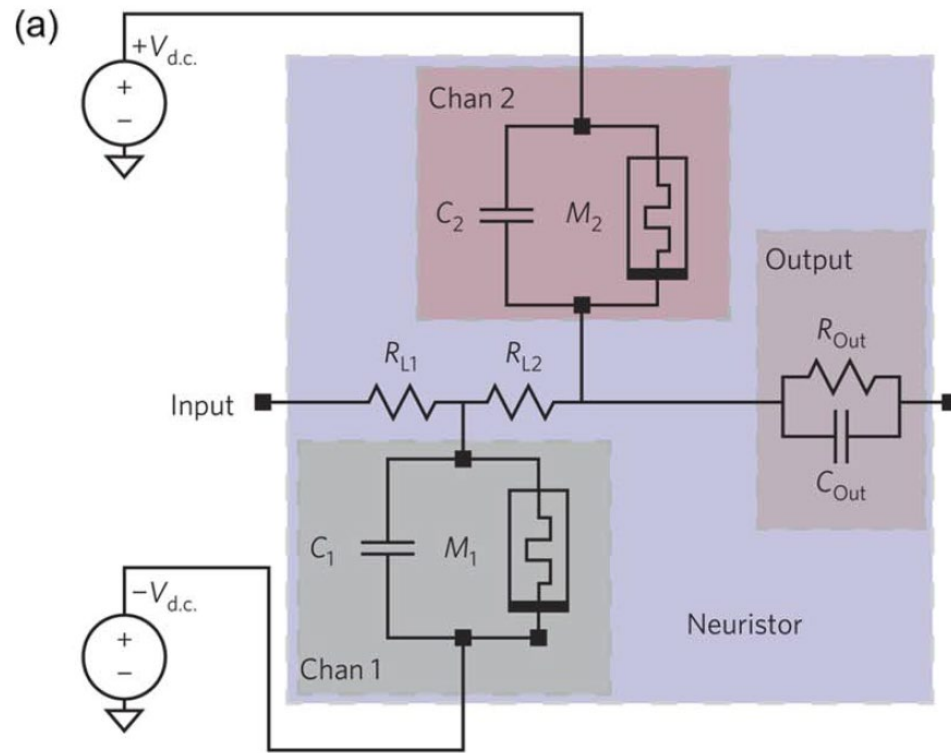 (a)
+V_d.c.
+
−
Chan 2
C_2
M_2
Output
R_Out
C_Out
R_L1
R_L2
Input
C_1
M_1
−V_d.c.
+
−
Chan 1
Neuristor